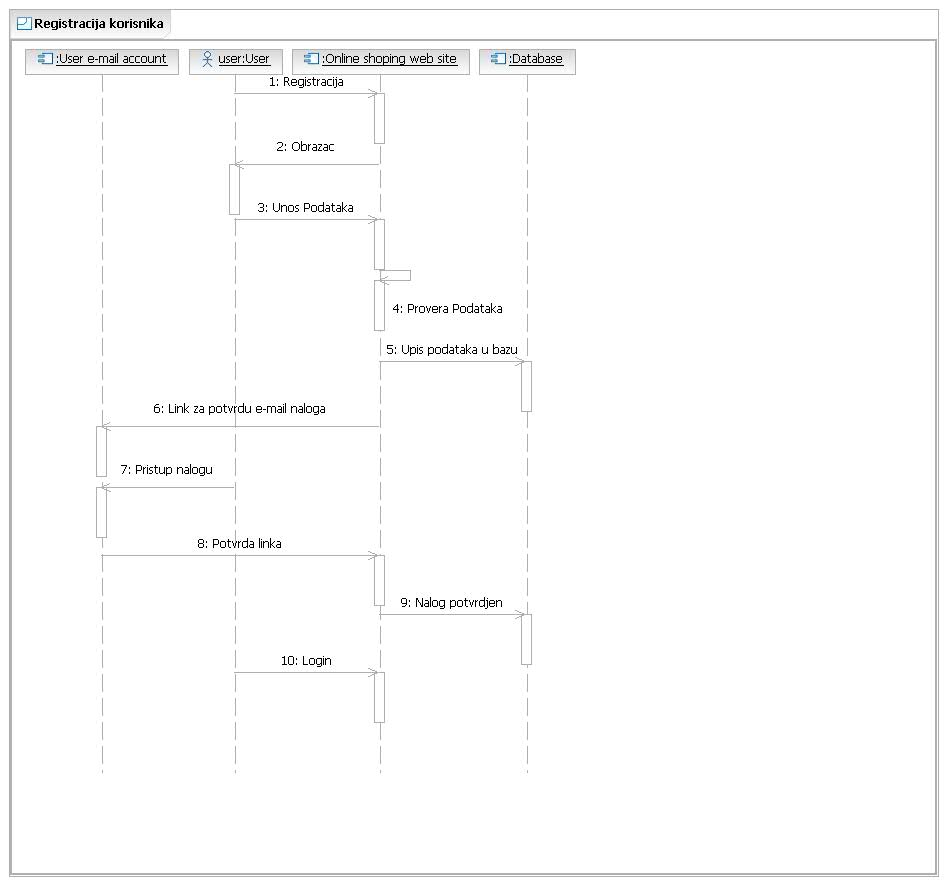 Registracija korisnika
:User e-mail account
user:User
:Online shoping web site
:Database
1: Registracija
2: Obrazac
3: Unos Podataka
4: Provera Podataka
5: Upis podataka u bazu
6: Link za potvrdu e-mail naloga
7: Pristup nalogu
8: Potvrda linka
9: Nalog potvrdjen
10: Login